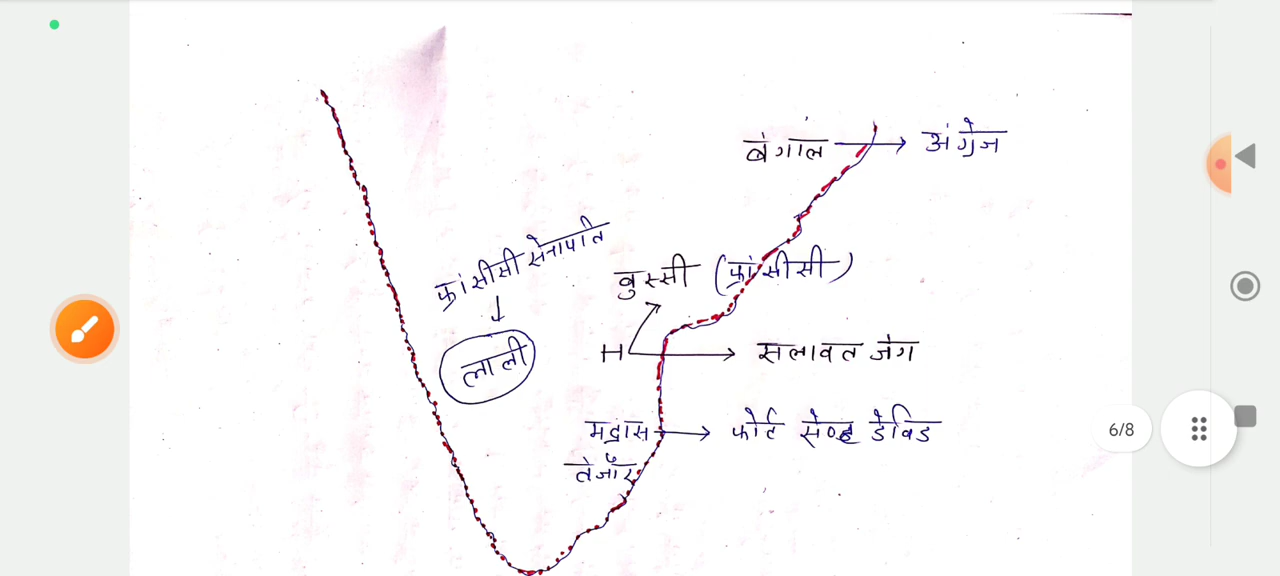 बंगाल → अंग्रेज
फ्रांसीसी सेनापति
↓
लाली
बुस्सी (फ्रांसीसी)
H → सलावत जंग
मद्रास → फोर्ट सेण्ट डेविड
तंजौर
6/8